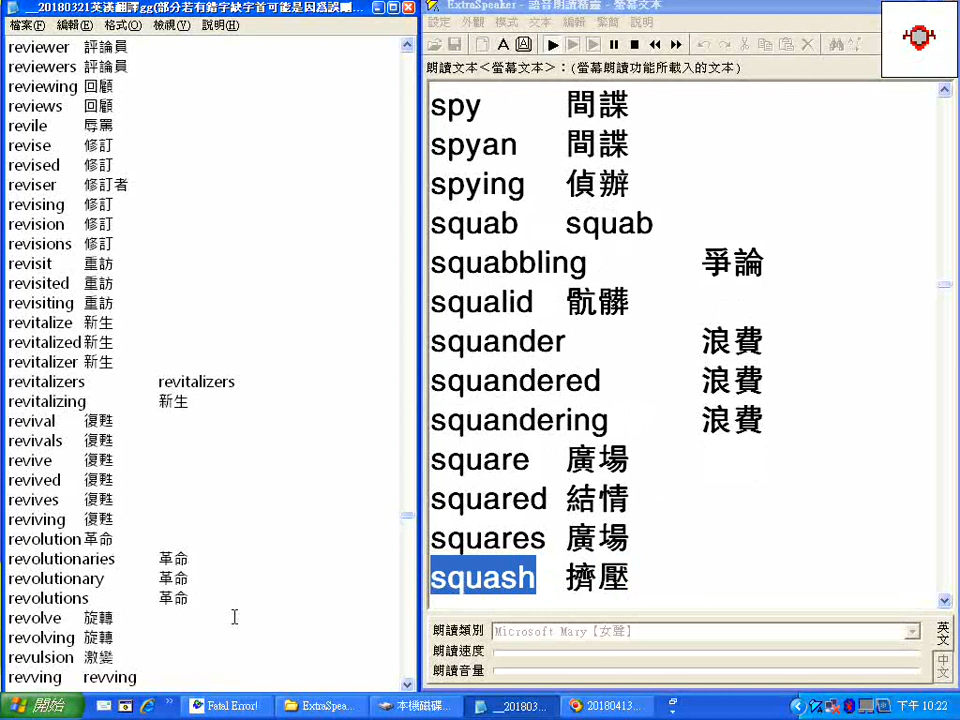 __20180321英漢翻譯gg(部分若有錯字缺字首可能是因爲誤刪...
檔案(F) 編輯(E) 格式(O) 檢視(V) 說明(H)
reviewer 評論員
reviewers 評論員
reviewing 回顧
reviews 回顧
revile 辱罵
revise 修訂
revised 修訂
reviser 修訂者
revising 修訂
revision 修訂
revisions 修訂
revisit 重訪
revisited 重訪
revisiting 重訪
revitalize 新生
revitalized 新生
revitalizer 新生
revitalizers revitalizers
revitalizing 新生
revival 復甦
revivals 復甦
revive 復甦
revived 復甦
revives 復甦
reviving 復甦
revolution 革命
revolutionaries 革命
revolutionary 革命
revolutions 革命
revolve 旋轉
revolving 旋轉
revulsion 激變
revving revving
ExtraSpeaker - 語音朗讀精靈 - 螢幕文本
設定 外觀 模式 文本 編輯 繁簡 說明
朗讀文本<螢幕文本>：(螢幕朗讀功能所載入的文本)
spy 間諜
spyan 間諜
spying 偵辦
squab squab
squabbling 爭論
squalid 骯髒
squander 浪費
squandered 浪費
squandering 浪費
square 廣場
squared 結情
squares 廣場
squash 擠壓
朗讀類別 Microsoft Mary【女聲】
朗讀速度
朗讀音量
英文
中文
開始 Fatal Error! ExtraSpea... 本機磁碟... __201803... 20180413... 下午 10:22